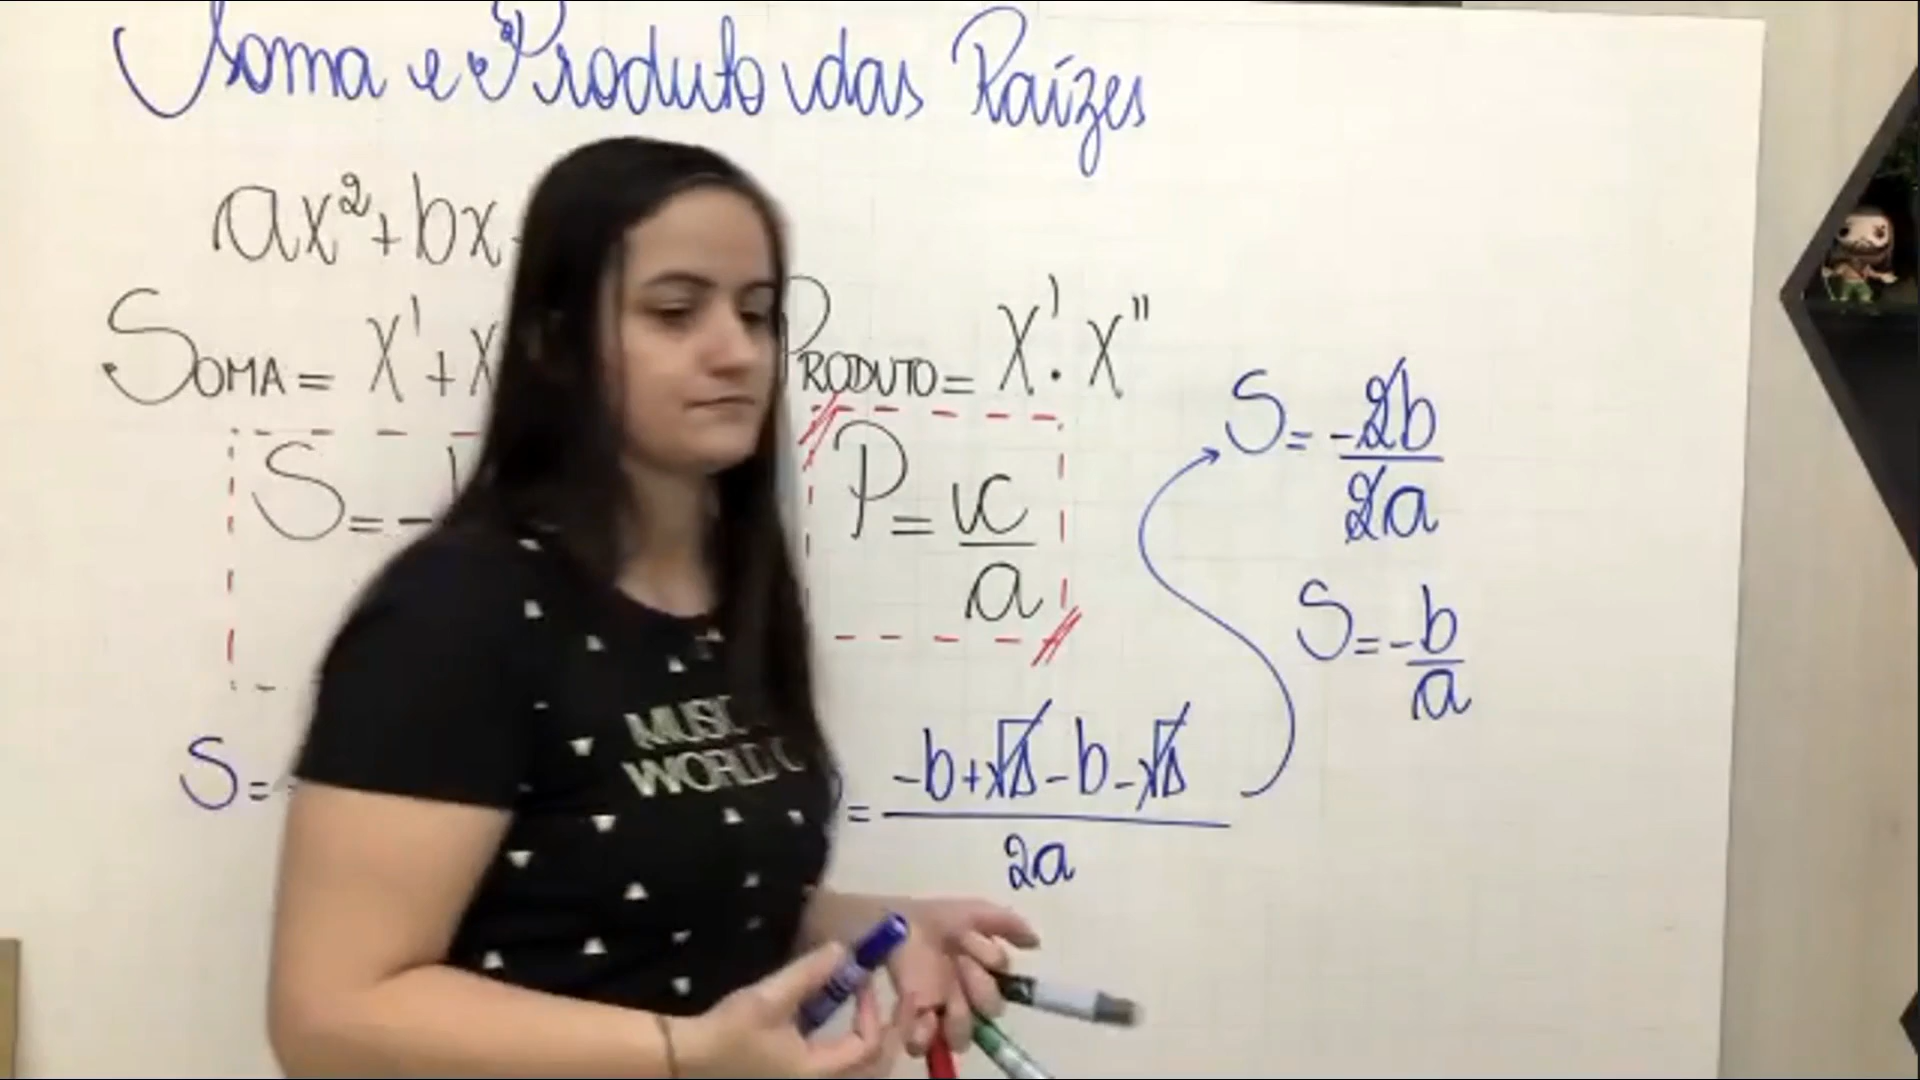 Soma e Produto das Raízes
ax²+bx
SOMA = X'+X
PRODUTO = X'·X"
S = -
P = c/a
S =
= -b+√Δ-b-√Δ / 2a
S = -2b/2a
S = -b/a
MUSIC
WORLD